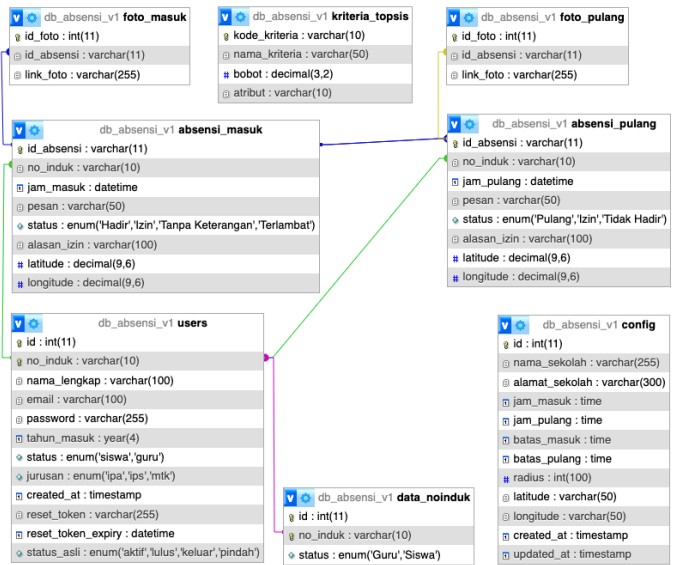 db_absensi_v1 foto_masuk
id_foto : int(11)
id_absensi : varchar(11)
link_foto : varchar(255)
db_absensi_v1 kriteria_topsis
kode_kriteria : varchar(10)
nama_kriteria : varchar(50)
bobot : decimal(3,2)
atribut : varchar(10)
db_absensi_v1 foto_pulang
id_foto : int(11)
id_absensi : varchar(11)
link_foto : varchar(255)
db_absensi_v1 absensi_masuk
id_absensi : varchar(11)
no_induk : varchar(10)
jam_masuk : datetime
pesan : varchar(50)
status : enum('Hadir','Izin','Tanpa Keterangan','Terlambat')
alasan_izin : varchar(100)
latitude : decimal(9,6)
longitude : decimal(9,6)
db_absensi_v1 absensi_pulang
id_absensi : varchar(11)
no_induk : varchar(10)
jam_pulang : datetime
pesan : varchar(50)
status : enum('Pulang','Izin','Tidak Hadir')
alasan_izin : varchar(100)
latitude : decimal(9,6)
longitude : decimal(9,6)
db_absensi_v1 users
id : int(11)
no_induk : varchar(10)
nama_lengkap : varchar(100)
email : varchar(100)
password : varchar(255)
tahun_masuk : year(4)
status : enum('siswa','guru')
jurusan : enum('ipa','ips','mtk')
created_at : timestamp
reset_token : varchar(255)
reset_token_expiry : datetime
status_asli : enum('aktif','lulus','keluar','pindah')
db_absensi_v1 data_noinduk
id : int(11)
no_induk : varchar(10)
status : enum('Guru','Siswa')
db_absensi_v1 config
id : int(11)
nama_sekolah : varchar(255)
alamat_sekolah : varchar(300)
jam_masuk : time
jam_pulang : time
batas_masuk : time
batas_pulang : time
radius : int(100)
latitude : varchar(50)
longitude : varchar(50)
created_at : timestamp
updated_at : timestamp